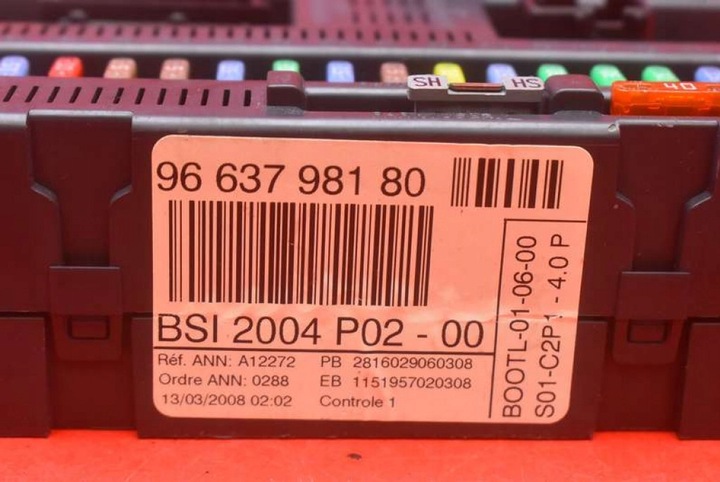 SH HS
40
96 637 981 80
BSI 2004 P02 - 00
Réf. ANN: A12272 PB 2816029060308
Ordre ANN: 0288 EB 1151957020308
13/03/2008 02:02 Controle 1
BOOTL-01-06-00
S01-C2P1 - 4.0 P